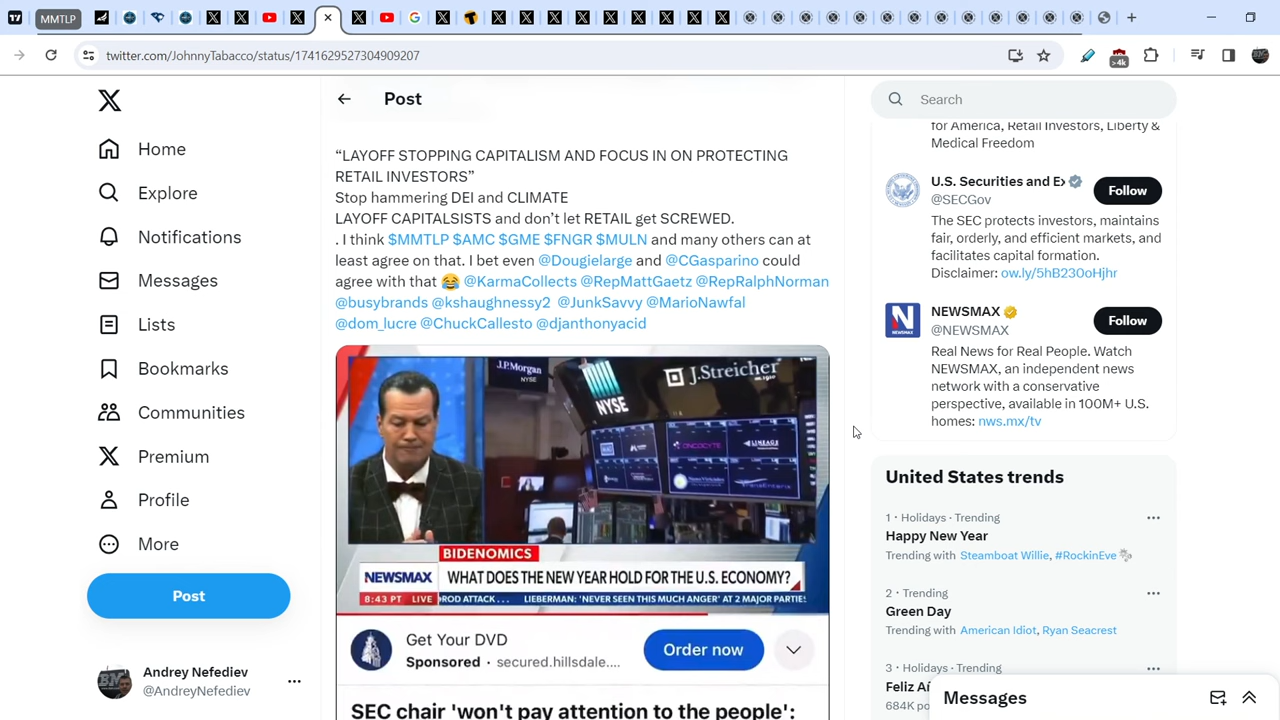 MMTLP
twitter.com/JohnnyTabacco/status/1741629527304909207
>4k
Post
Search
Home
Explore
Notifications
Messages
Lists
Bookmarks
Communities
Premium
Profile
More
Post
Andrey Nefediev
@AndreyNefediev
“LAYOFF STOPPING CAPITALISM AND FOCUS IN ON PROTECTING
RETAIL INVESTORS”
Stop hammering DEI and CLIMATE
LAYOFF CAPITALSISTS and don’t let RETAIL get SCREWED.
. I think $MMTLP $AMC $GME $FNGR $MULN and many others can at
least agree on that. I bet even @Dougielarge and @CGasparino could
agree with that 😂 @KarmaCollects @RepMattGaetz @RepRalphNorman
@busybrands @kshaughnessy2 @JunkSavvy @MarioNawfal
@dom_lucre @ChuckCallesto @djanthonyacid
J.P.Morgan
NYSE
NYSE
J.Streicher
ONCOCYTE
LINEAGE
BIDENOMICS
NEWSMAX
WHAT DOES THE NEW YEAR HOLD FOR THE U.S. ECONOMY?
8:43 PT LIVE
ROD ATTACK . . . LIEBERMAN: 'NEVER SEEN THIS MUCH ANGER' AT 2 MAJOR PARTIES
Get Your DVD
Sponsored · secured.hillsdale....
Order now
SEC chair 'won't pay attention to the people':
for America, Retail Investors, Liberty &
Medical Freedom
U.S. Securities and Ex
@SECGov
Follow
The SEC protects investors, maintains
fair, orderly, and efficient markets, and
facilitates capital formation.
Disclaimer: ow.ly/5hB230oHjhr
NEWSMAX
@NEWSMAX
Follow
Real News for Real People. Watch
NEWSMAX, an independent news
network with a conservative
perspective, available in 100M+ U.S.
homes: nws.mx/tv
United States trends
1 · Holidays · Trending
Happy New Year
Trending with Steamboat Willie, #RockinEve
2 · Trending
Green Day
Trending with American Idiot, Ryan Seacrest
3 · Holidays · Trending
Feliz A
684K po
Messages